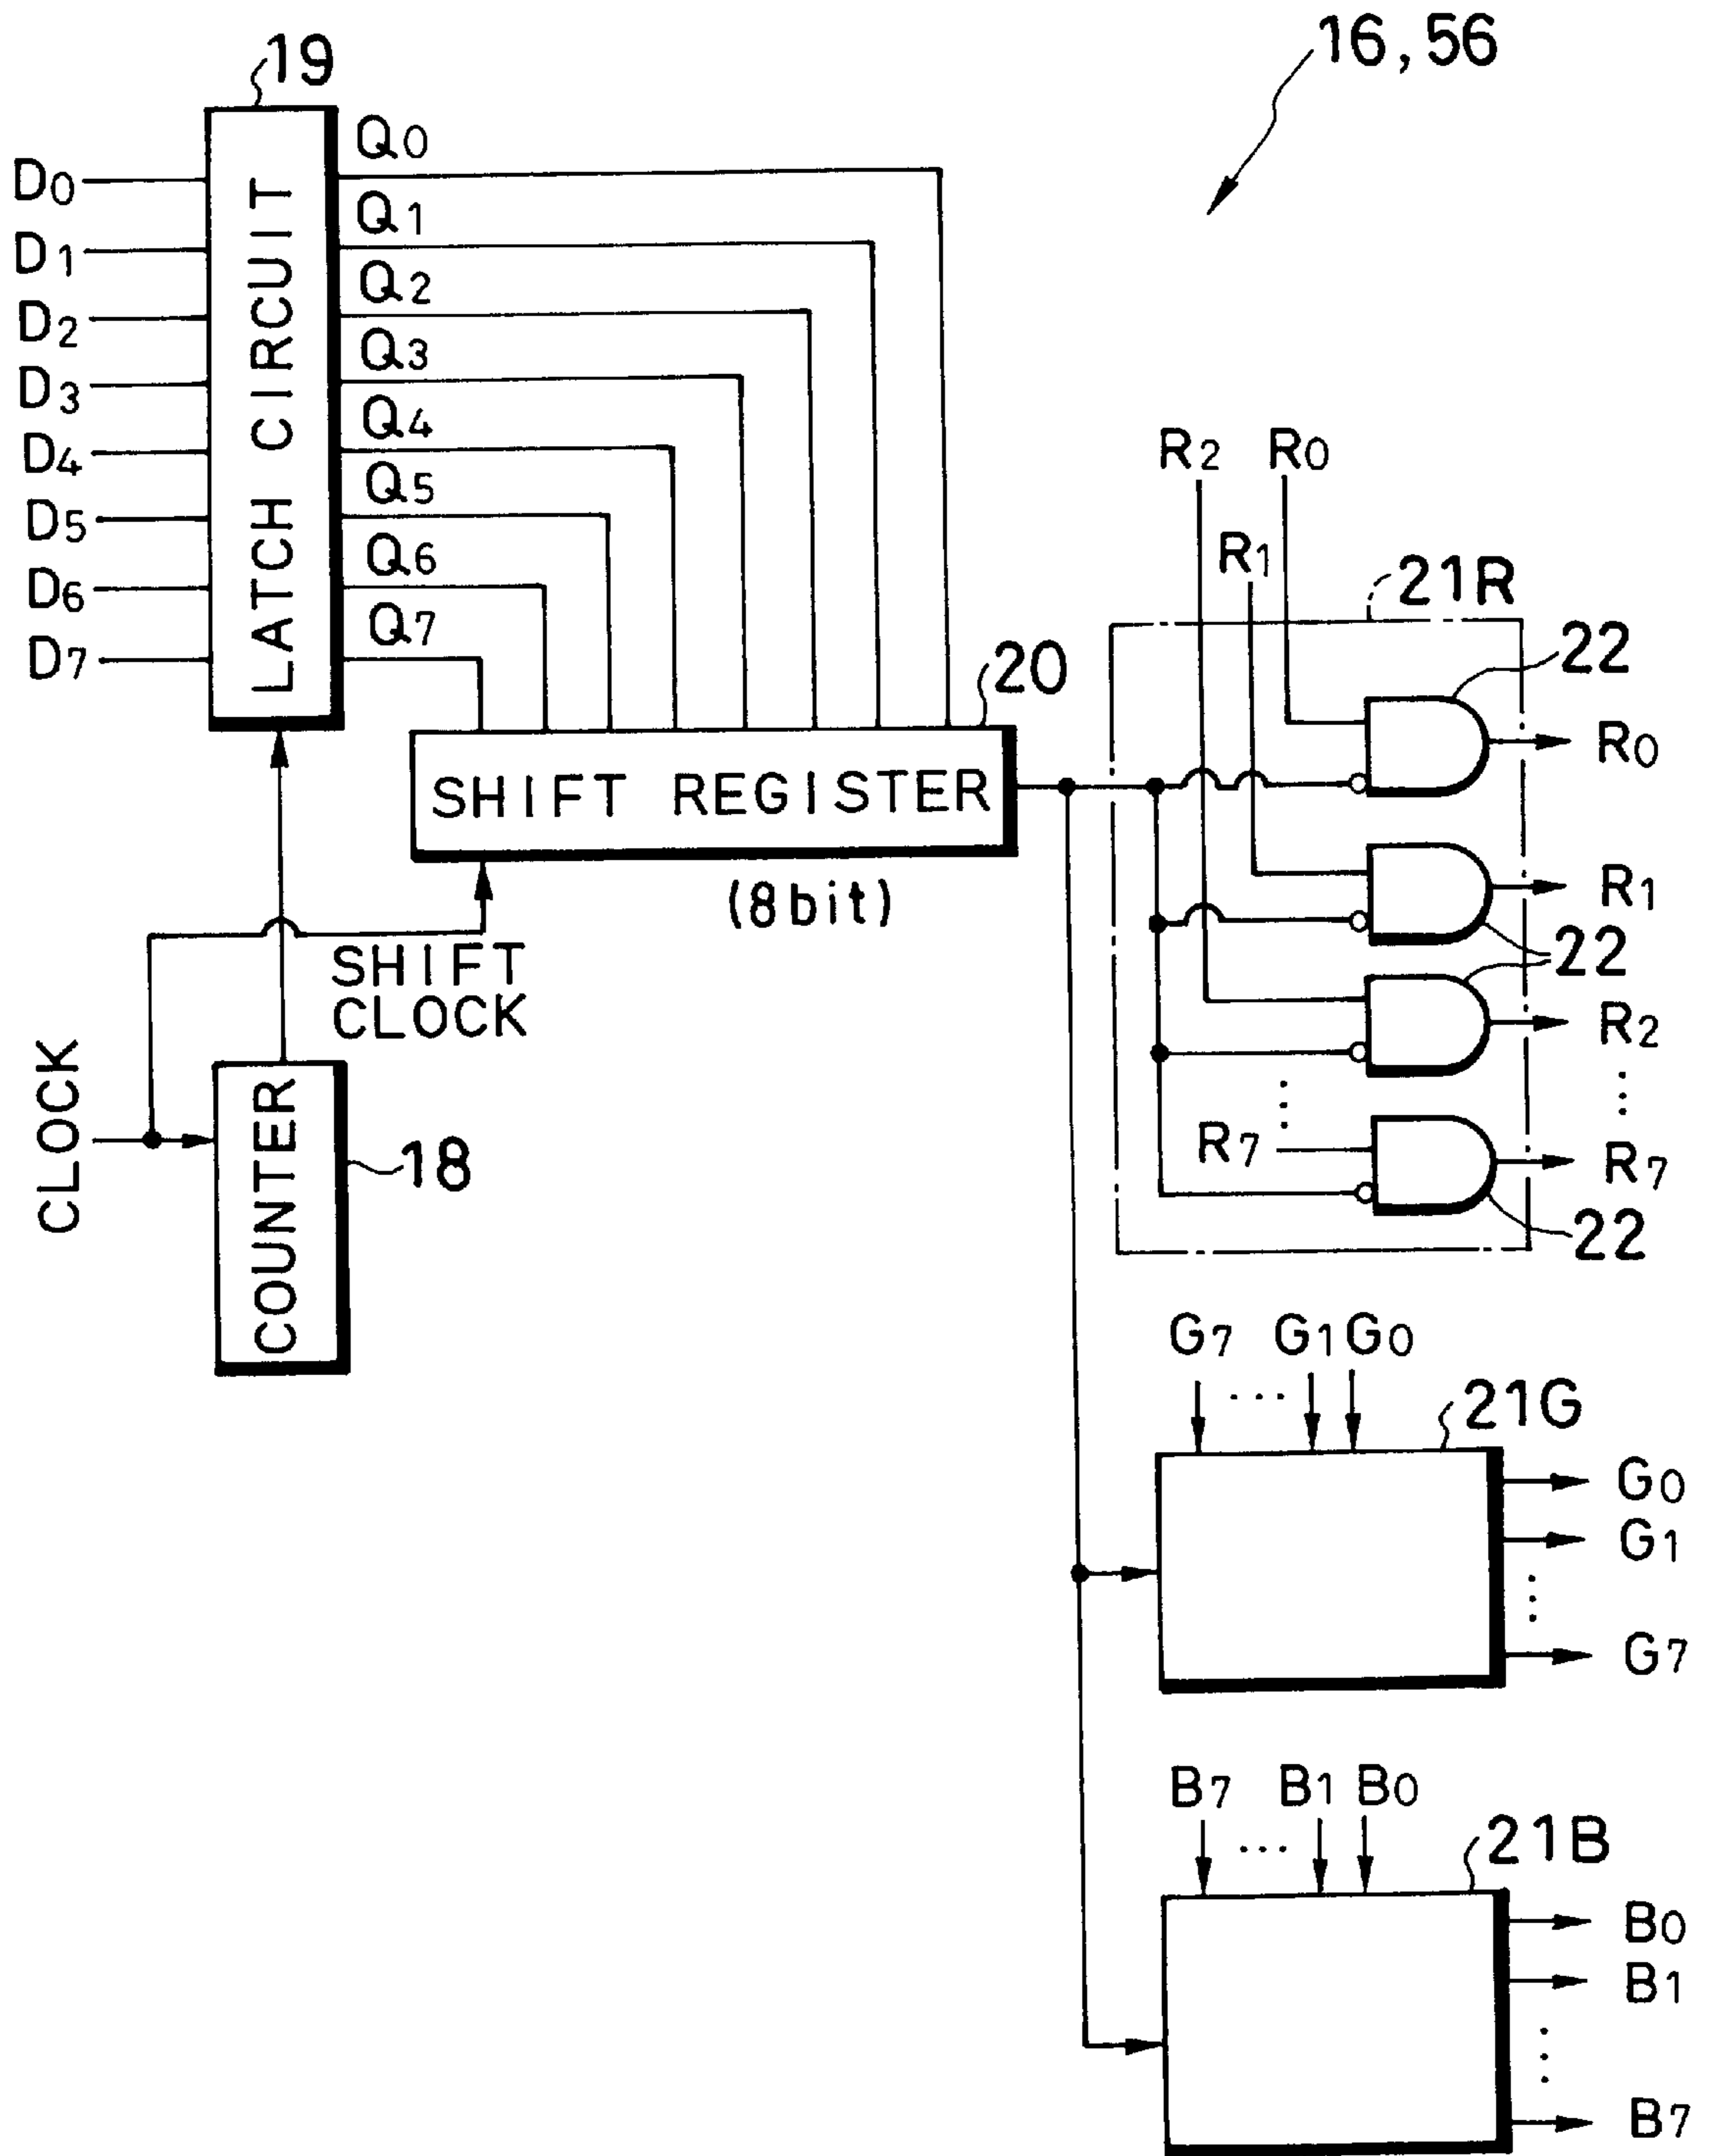 16, 56
19
LATCH CIRCUIT
D0
D1
D2
D3
D4
D5
D6
D7
Q0
Q1
Q2
Q3
Q4
Q5
Q6
Q7
20
SHIFT REGISTER
(8bit)
SHIFT
CLOCK
CLOCK
COUNTER
18
R2 R0
R1
21R
22
R0
R1
22
R2
R7
R7
22
G7 ... G1 G0
21G
G0
G1
G7
B7 ... B1 B0
21B
B0
B1
B7